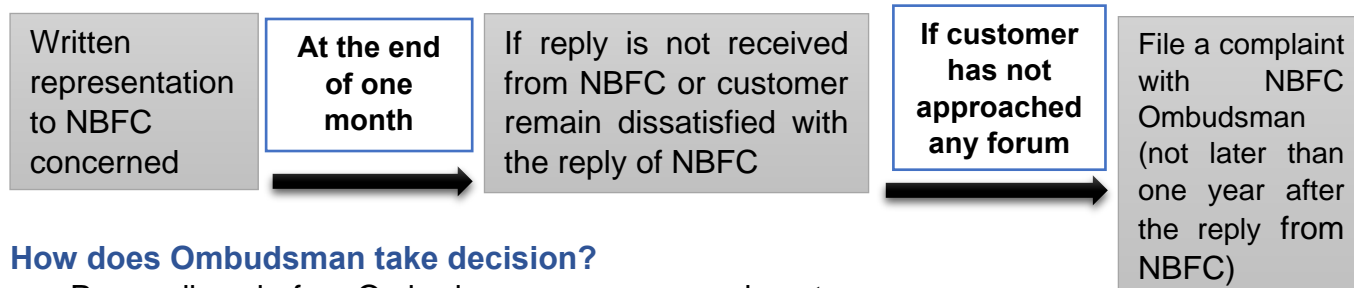 Written
representation
to NBFC
concerned
At the end
of one
month
If reply is not received
from NBFC or customer
remain dissatisfied with
the reply of NBFC
If customer
has not
approached
any forum
File a complaint
with NBFC
Ombudsman
(not later than
one year after
the reply from
NBFC)
How does Ombudsman take decision?